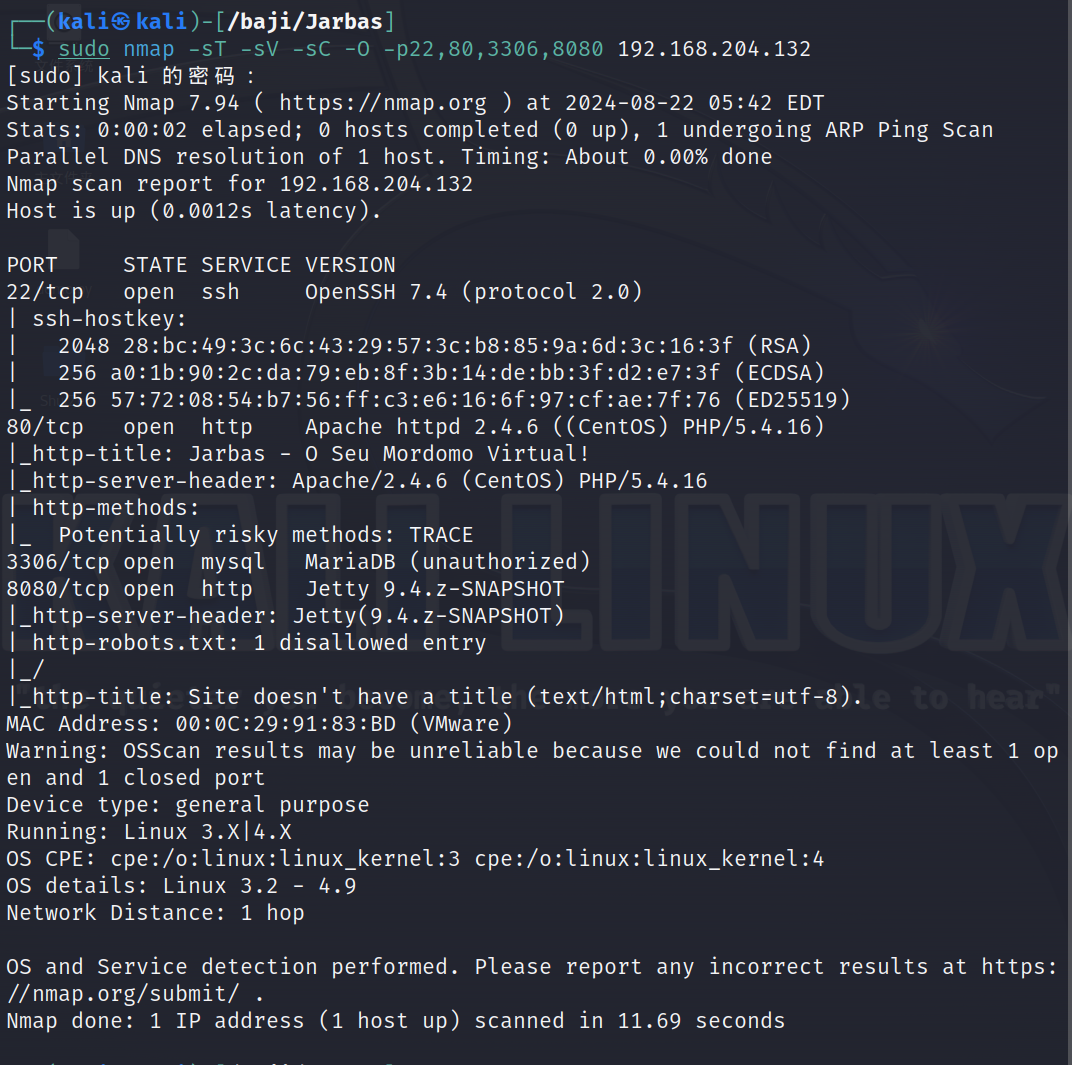 ┌──(kali㉿kali)-[/baji/Jarbas]
└─$ sudo nmap -sT -sV -sC -O -p22,80,3306,8080 192.168.204.132
[sudo] kali 的密码：
Starting Nmap 7.94 ( https://nmap.org ) at 2024-08-22 05:42 EDT
Stats: 0:00:02 elapsed; 0 hosts completed (0 up), 1 undergoing ARP Ping Scan
Parallel DNS resolution of 1 host. Timing: About 0.00% done
Nmap scan report for 192.168.204.132
Host is up (0.0012s latency).

PORT     STATE SERVICE VERSION
22/tcp   open  ssh     OpenSSH 7.4 (protocol 2.0)
| ssh-hostkey:
|   2048 28:bc:49:3c:6c:43:29:57:3c:b8:85:9a:6d:3c:16:3f (RSA)
|   256 a0:1b:90:2c:da:79:eb:8f:3b:14:de:bb:3f:d2:e7:3f (ECDSA)
|_  256 57:72:08:54:b7:56:ff:c3:e6:16:6f:97:cf:ae:7f:76 (ED25519)
80/tcp   open  http    Apache httpd 2.4.6 ((CentOS) PHP/5.4.16)
|_http-title: Jarbas - O Seu Mordomo Virtual!
|_http-server-header: Apache/2.4.6 (CentOS) PHP/5.4.16
| http-methods:
|_  Potentially risky methods: TRACE
3306/tcp open  mysql   MariaDB (unauthorized)
8080/tcp open  http    Jetty 9.4.z-SNAPSHOT
|_http-server-header: Jetty(9.4.z-SNAPSHOT)
| http-robots.txt: 1 disallowed entry
|_/
|_http-title: Site doesn't have a title (text/html;charset=utf-8).
MAC Address: 00:0C:29:91:83:BD (VMware)
Warning: OSScan results may be unreliable because we could not find at least 1 op
en and 1 closed port
Device type: general purpose
Running: Linux 3.X|4.X
OS CPE: cpe:/o:linux:linux_kernel:3 cpe:/o:linux:linux_kernel:4
OS details: Linux 3.2 - 4.9
Network Distance: 1 hop

OS and Service detection performed. Please report any incorrect results at https:
//nmap.org/submit/ .
Nmap done: 1 IP address (1 host up) scanned in 11.69 seconds
KALI LINUX